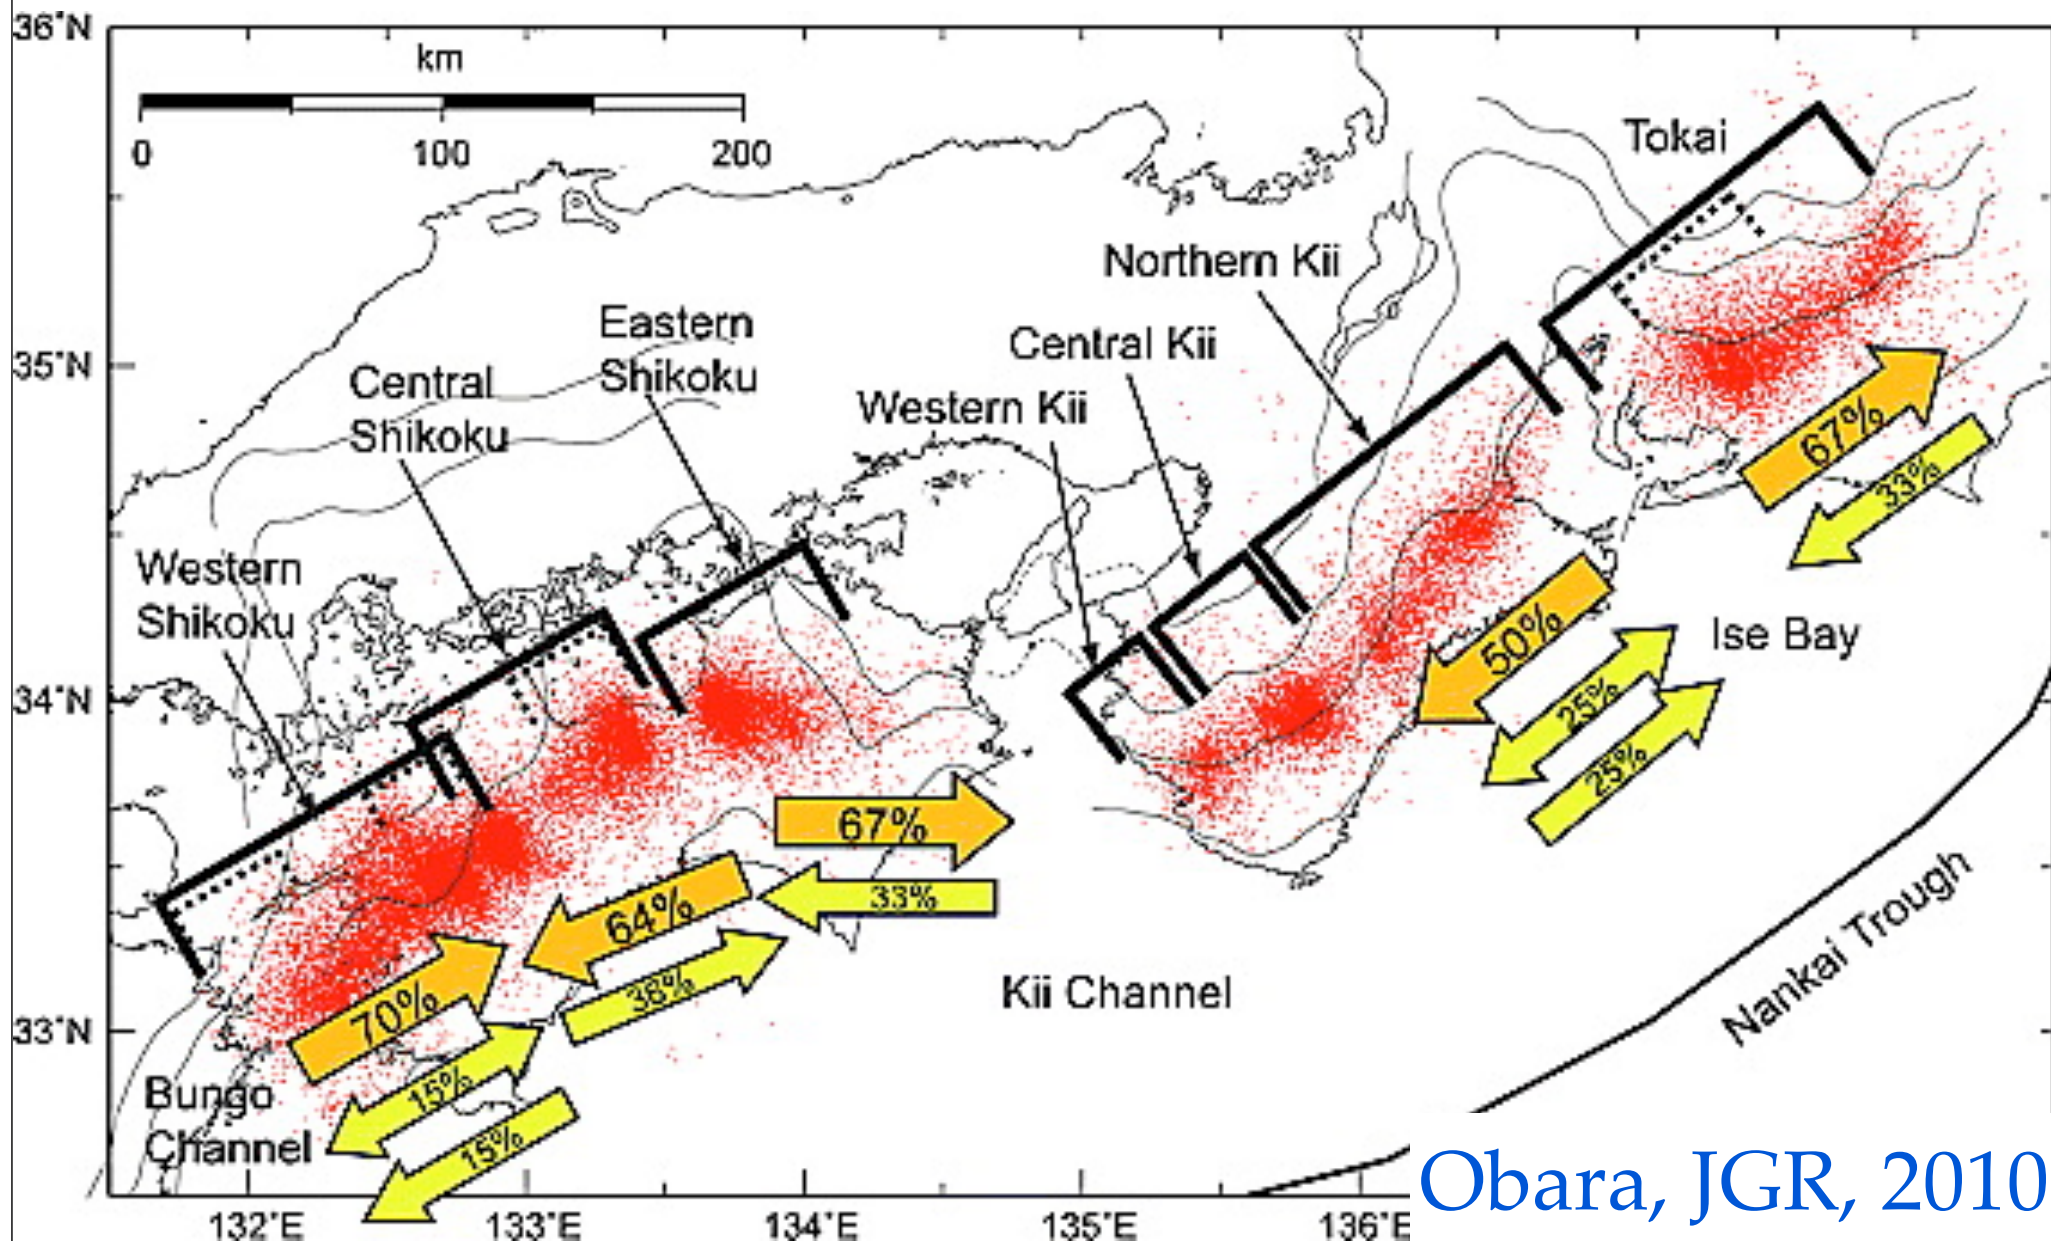 36°N
km
0
100
200
Tokai
Northern Kii
Eastern
Shikoku
Central Kii
35°N
Central
Shikoku
Western Kii
67%
33%
Western
Shikoku
50%
Ise Bay
25%
25%
34°N
67%
33%
64%
38%
Kii Channel
Nankai Trough
70%
33°N
15%
Bungo
Channel
15%
Obara, JGR, 2010
132°E
133°E
134°E
135°E
136°E